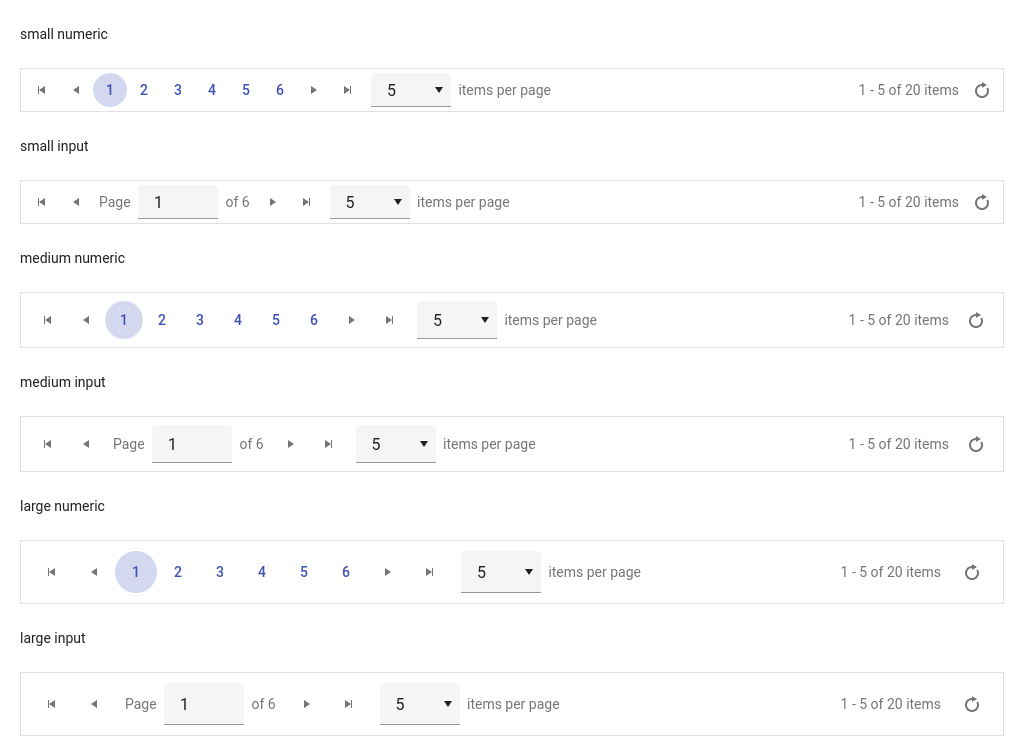 small numeric
1 2 3 4 5 6 5 items per page 1 - 5 of 20 items
small input
Page 1 of 6 5 items per page 1 - 5 of 20 items
medium numeric
1 2 3 4 5 6 5 items per page 1 - 5 of 20 items
medium input
Page 1 of 6 5 items per page 1 - 5 of 20 items
large numeric
1 2 3 4 5 6 5 items per page 1 - 5 of 20 items
large input
Page 1 of 6 5 items per page 1 - 5 of 20 items